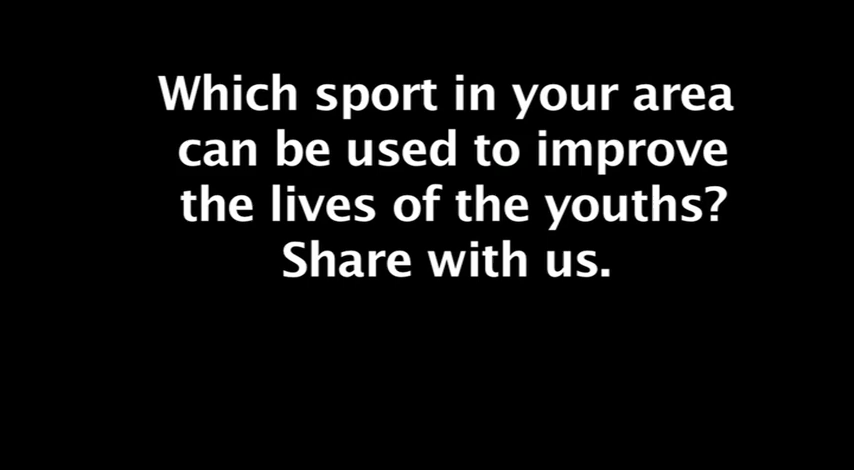 Which sport in your area
can be used to improve
the lives of the youths?
Share with us.